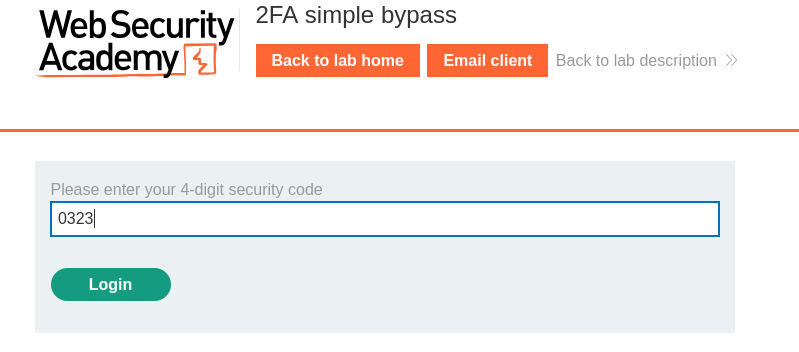 Web Security
Academy
2FA simple bypass
Back to lab home
Email client
Back to lab description
Please enter your 4-digit security code
0323
Login